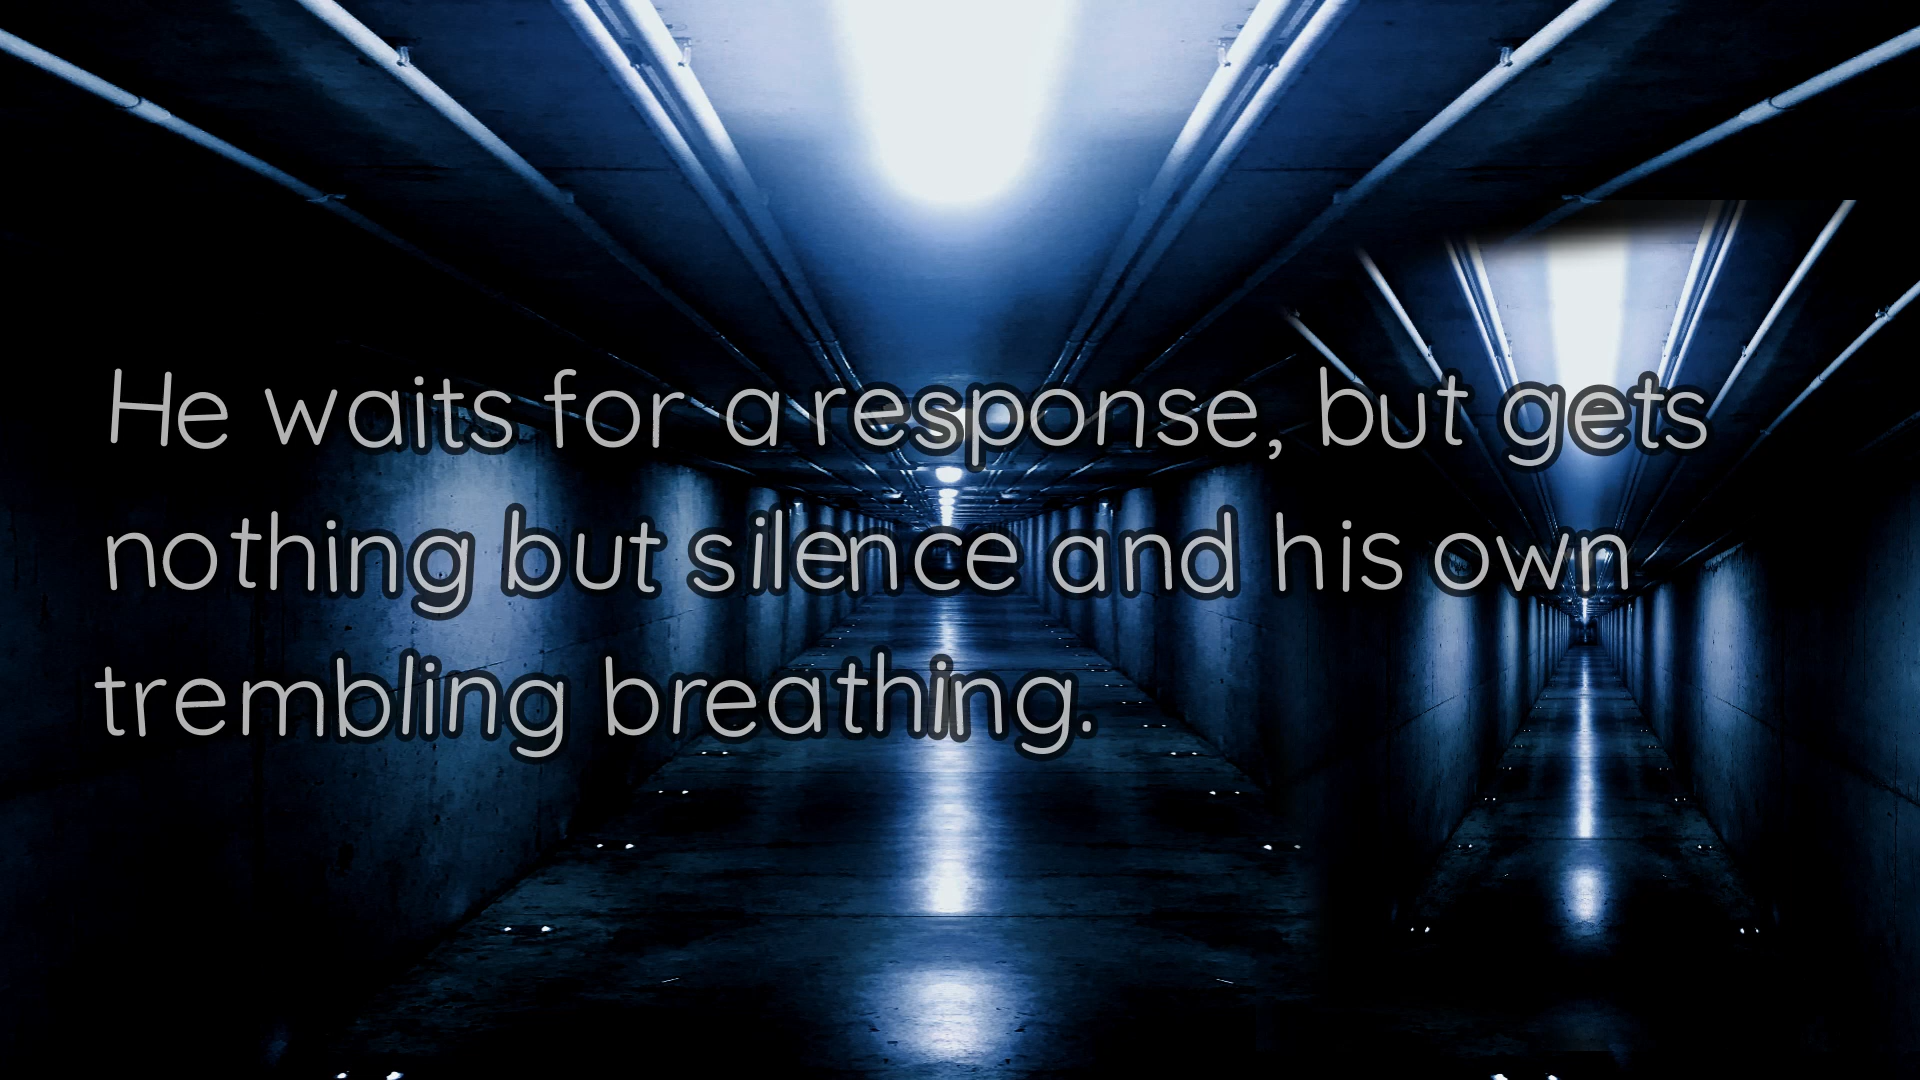 He waits for a response, but gets
nothing but silence and his own
trembling breathing.